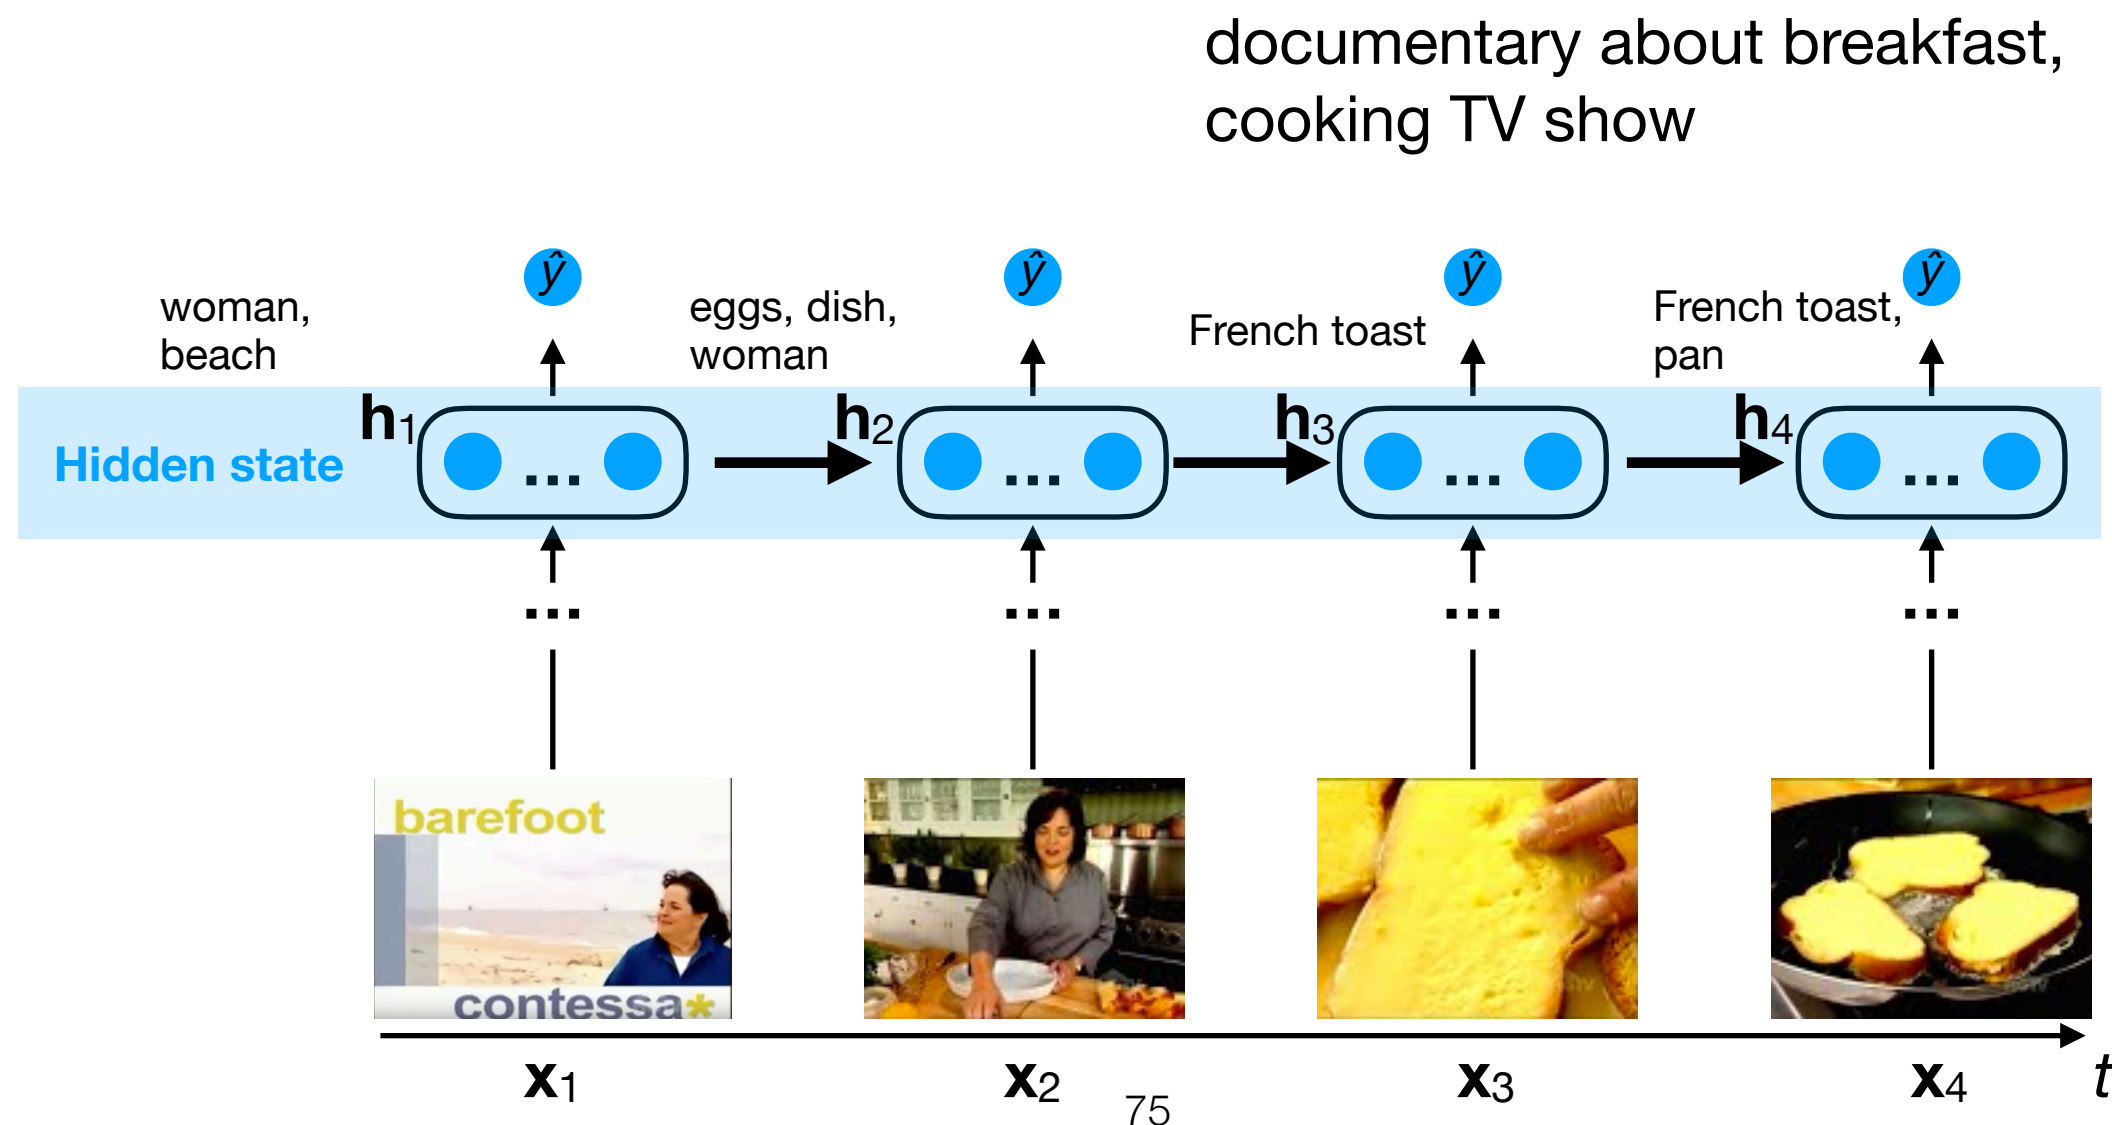 documentary about breakfast,
cooking TV show
ŷ ŷ ŷ ŷ
woman,
beach
eggs, dish,
woman
French toast
French toast,
pan
Hidden state
h1 ... h2 ... h3 ... h4 ...
... ... ... ...
barefoot
contessa*
x1 x2 x3 x4 t
75